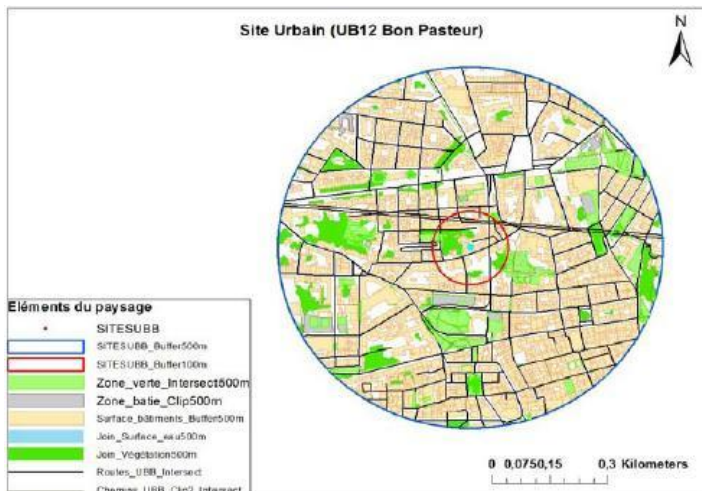 Site Urbain (UB12 Bon Pasteur)
N
Eléments du paysage
SITESUBB
SITESUBB_Buffer500m
SITESUBB_Buffer100m
Zone_verte_Intersect500m
Zone_batie_Clip500m
Surface_bâtiments_Buffer500m
Join_Surface_eau500m
Join_Végétation500m
Routes_UBB_Intersect
Chemins_UBB_Clip2_Intersect
0 0,0750,15 0,3 Kilometers